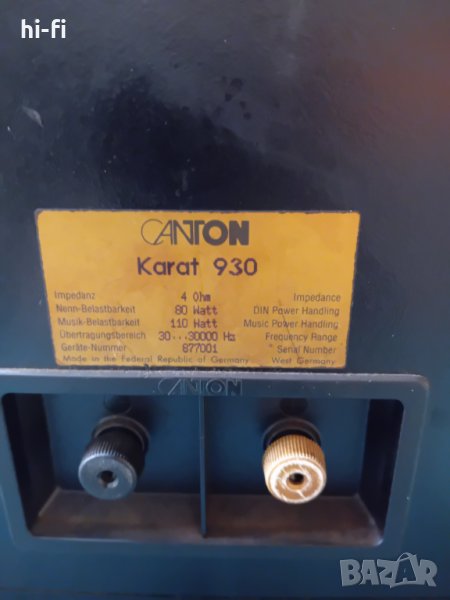 hi-fi
CANTON
Karat 930
Impedanz 4 Ohm Impedance
Nenn-Belastbarkeit 80 Watt DIN Power Handling
Musik-Belastbarkeit 110 Watt Music Power Handling
Übertragungsbereich 30...30000 Hz Frequency Range
Geräte-Nummer 877001 Serial Number
Made in the Federal Republic of Germany West Germany
CANTON
BAZAR